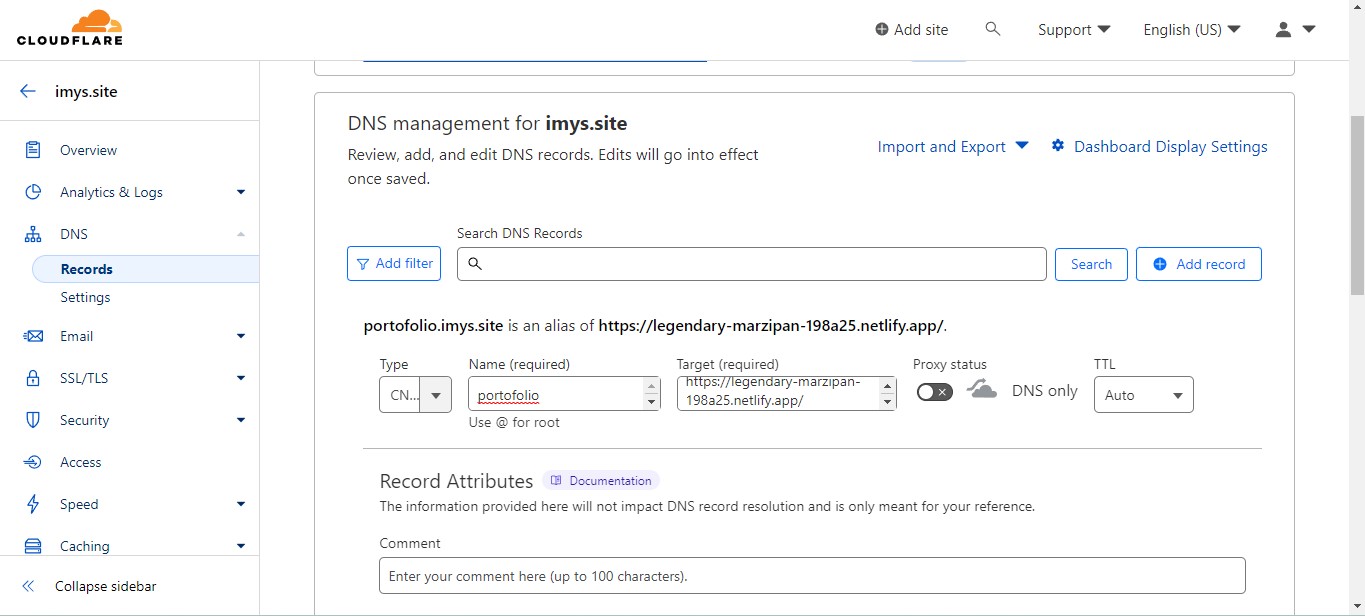 CLOUDFLARE
Add site
Support
English (US)
imys.site
Overview
Analytics & Logs
DNS
Records
Settings
Email
SSL/TLS
Security
Access
Speed
Caching
Collapse sidebar
DNS management for imys.site
Review, add, and edit DNS records. Edits will go into effect
once saved.
Import and Export
Dashboard Display Settings
Search DNS Records
Add filter
Search
Add record
portofolio.imys.site is an alias of https://legendary-marzipan-198a25.netlify.app/.
Type
CN...
Name (required)
portofolio
Use @ for root
Target (required)
https://legendary-marzipan-
198a25.netlify.app/
Proxy status
DNS only
TTL
Auto
Record Attributes
Documentation
The information provided here will not impact DNS record resolution and is only meant for your reference.
Comment
Enter your comment here (up to 100 characters).